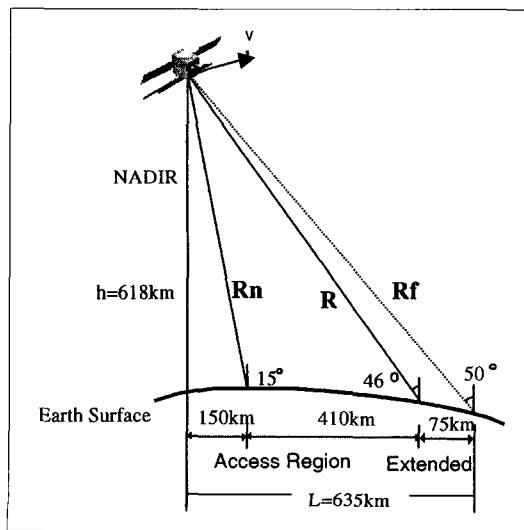 v
NADIR
h=618km
Rn
R
Rf
15°
46°
50°
Earth Surface
150km
410km
75km
Access Region
Extended
L=635km